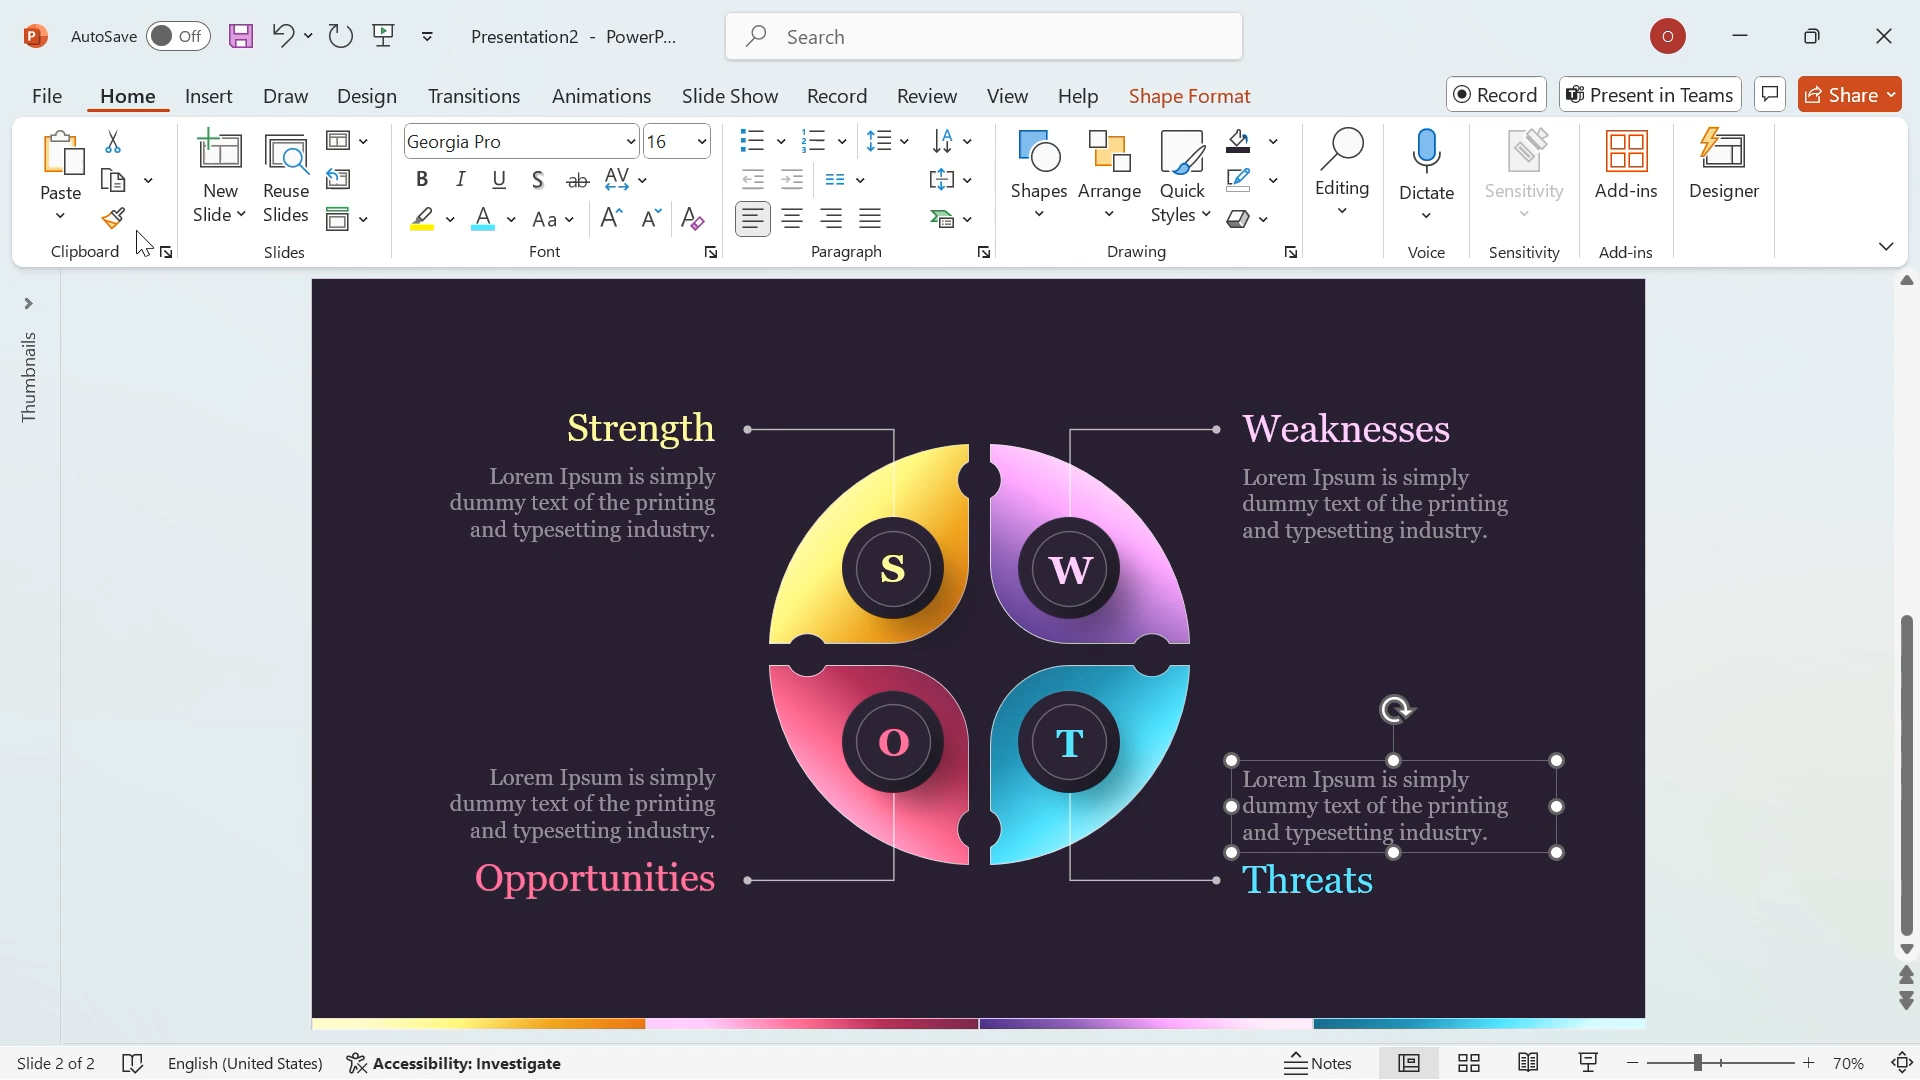 AutoSave Off Presentation2 - PowerP... Search O
File Home Insert Draw Design Transitions Animations Slide Show Record Review View Help Shape Format Record Present in Teams Share
Paste
New Slide
Reuse Slides
Georgia Pro 16
Shapes Arrange Quick Styles Editing Dictate Sensitivity Add-ins Designer
Clipboard Slides Font Paragraph Drawing Voice Sensitivity Add-ins
Thumbnails
Strength
Lorem Ipsum is simply
dummy text of the printing
and typesetting industry.
Weaknesses
Lorem Ipsum is simply
dummy text of the printing
and typesetting industry.
S W
O T
Lorem Ipsum is simply
dummy text of the printing
and typesetting industry.
Opportunities
Lorem Ipsum is simply
dummy text of the printing
and typesetting industry.
Threats
Slide 2 of 2 English (United States) Accessibility: Investigate Notes 70%